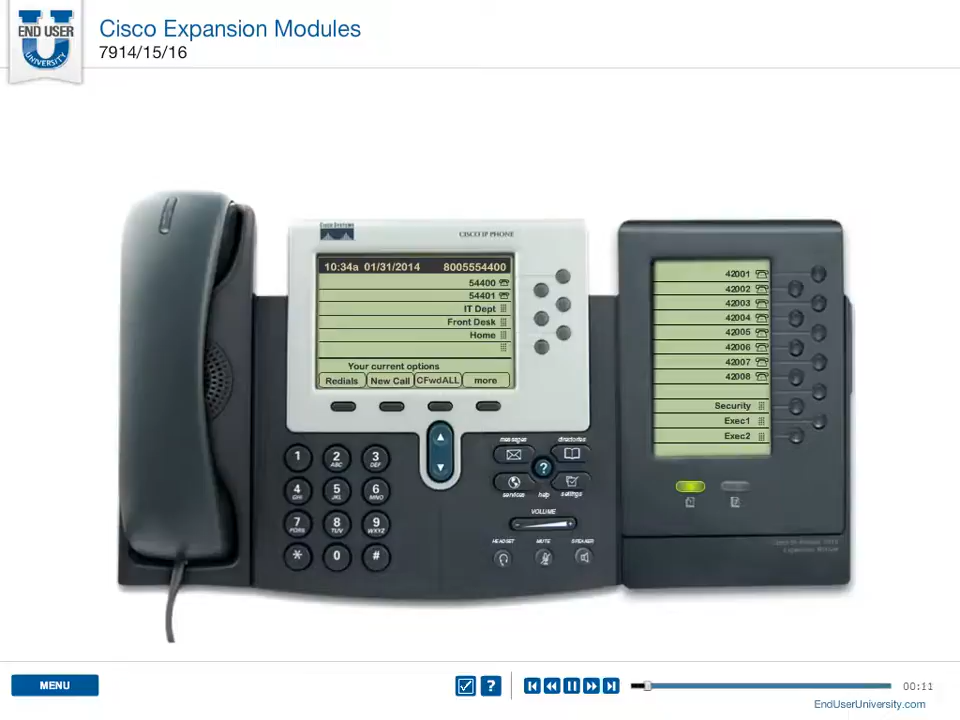 END USER
UNIVERSITY
Cisco Expansion Modules
7914/15/16
CISCO SYSTEMS
CISCO IP PHONE
10:34a 01/31/2014 8005554400
54400
54401
IT Dept
Front Desk
Home
Your current options
Redials New Call CFwdALL more
42001
42002
42003
42004
42005
42006
42007
42008
Security
Exec1
Exec2
messages directories
?
services help settings
VOLUME
- +
HEADSET MUTE SPEAKER
1 2 ABC 3 DEF
4 GHI 5 JKL 6 MNO
7 PQRS 8 TUV 9 WXYZ
* 0 #
Expansion Module
MENU
?
00:11
EndUserUniversity.com